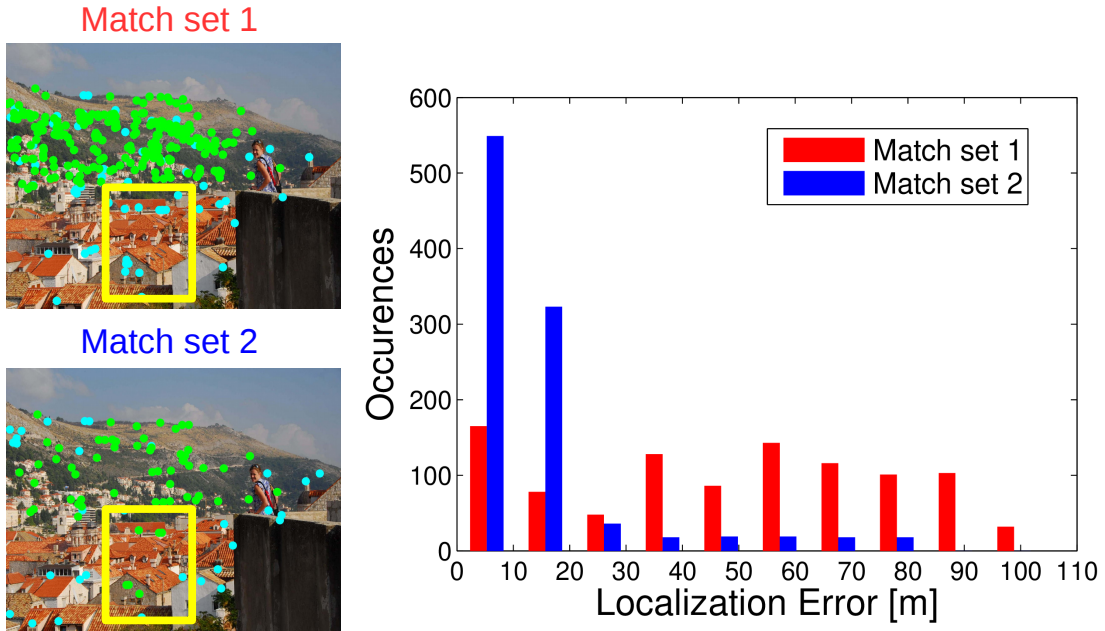 Match set 1
Match set 2
600
500
400
300
200
100
0
Occurences
Match set 1
Match set 2
0 10 20 30 40 50 60 70 80 90 100 110
Localization Error [m]